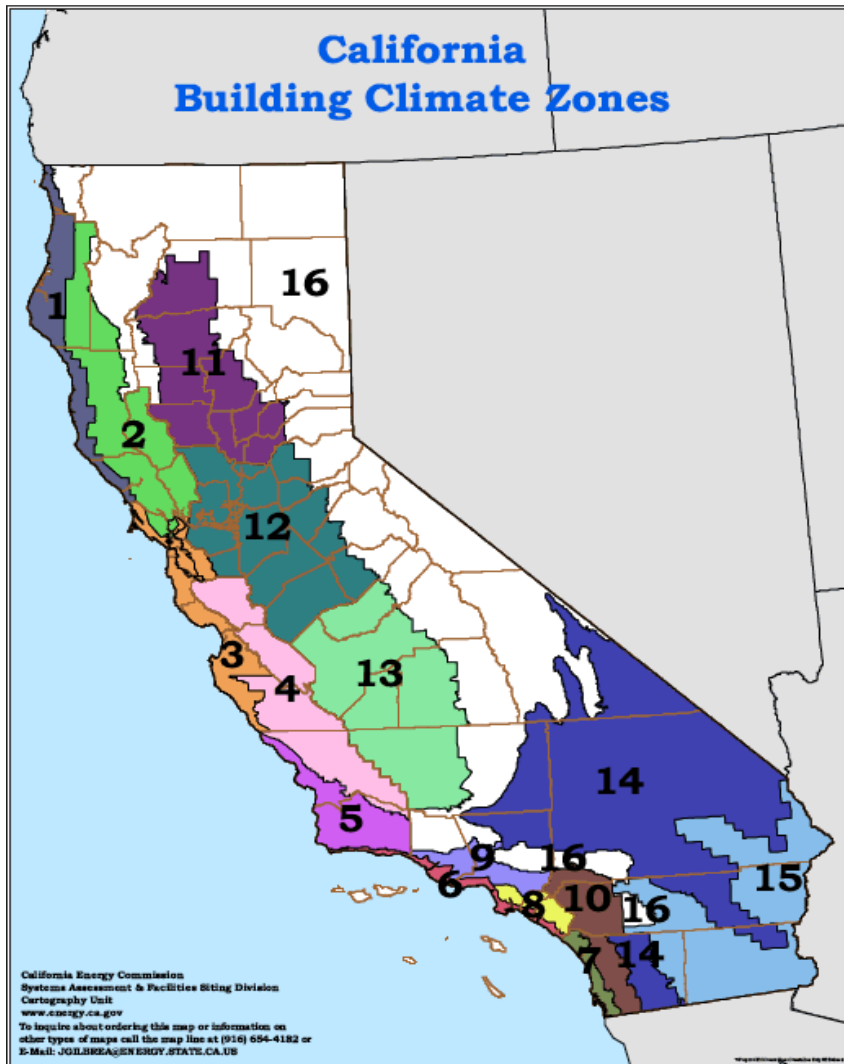 California
Building Climate Zones
16
1
11
2
12
3
13
4
14
5
9
16
15
6
10
8
16
7
14
California Energy Commission
Systems Assessment & Facilities Siting Division
Cartography Unit
www.energy.ca.gov
To inquire about ordering this map or information on
other types of maps call the map line at (916) 654-4182 or
E-Mail: JGILBREA@ENERGY.STATE.CA.US